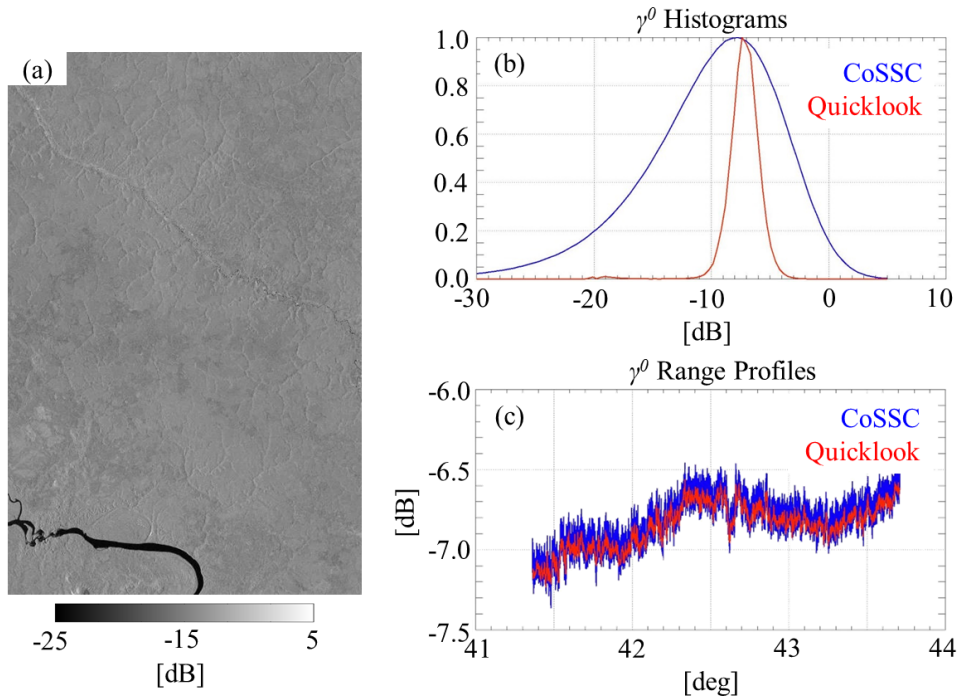 (a)
-25 -15 5
[dB]
γ⁰ Histograms
(b)
CoSSC
Quicklook
1.0
0.8
0.6
0.4
0.2
0.0
-30 -20 -10 0 10
[dB]
γ⁰ Range Profiles
(c)
CoSSC
Quicklook
-6.0
-6.5
-7.0
-7.5
[dB]
41 42 43 44
[deg]